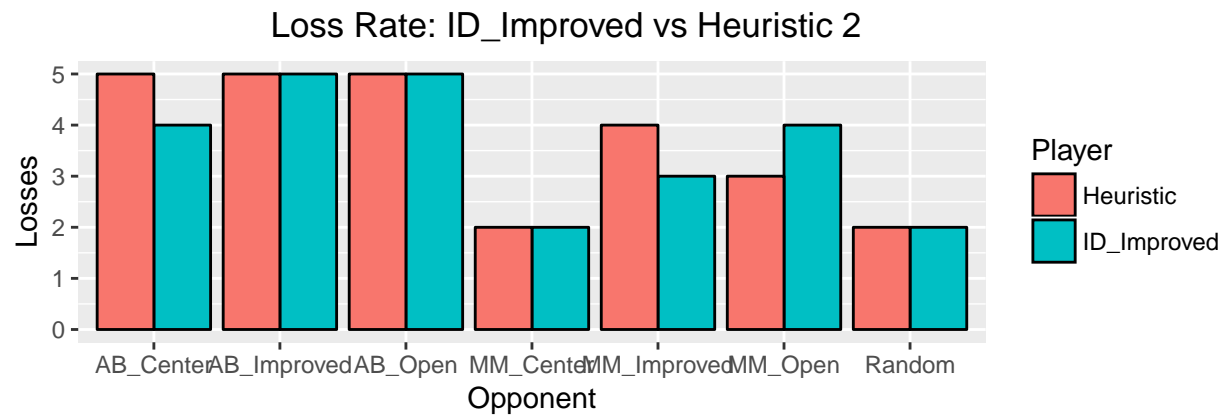 Loss Rate: ID_Improved vs Heuristic 2
Losses
5
4
3
2
1
0
AB_Center
AB_Improved
AB_Open
MM_Center
MM_Improved
MM_Open
Random
Opponent
Player
Heuristic
ID_Improved